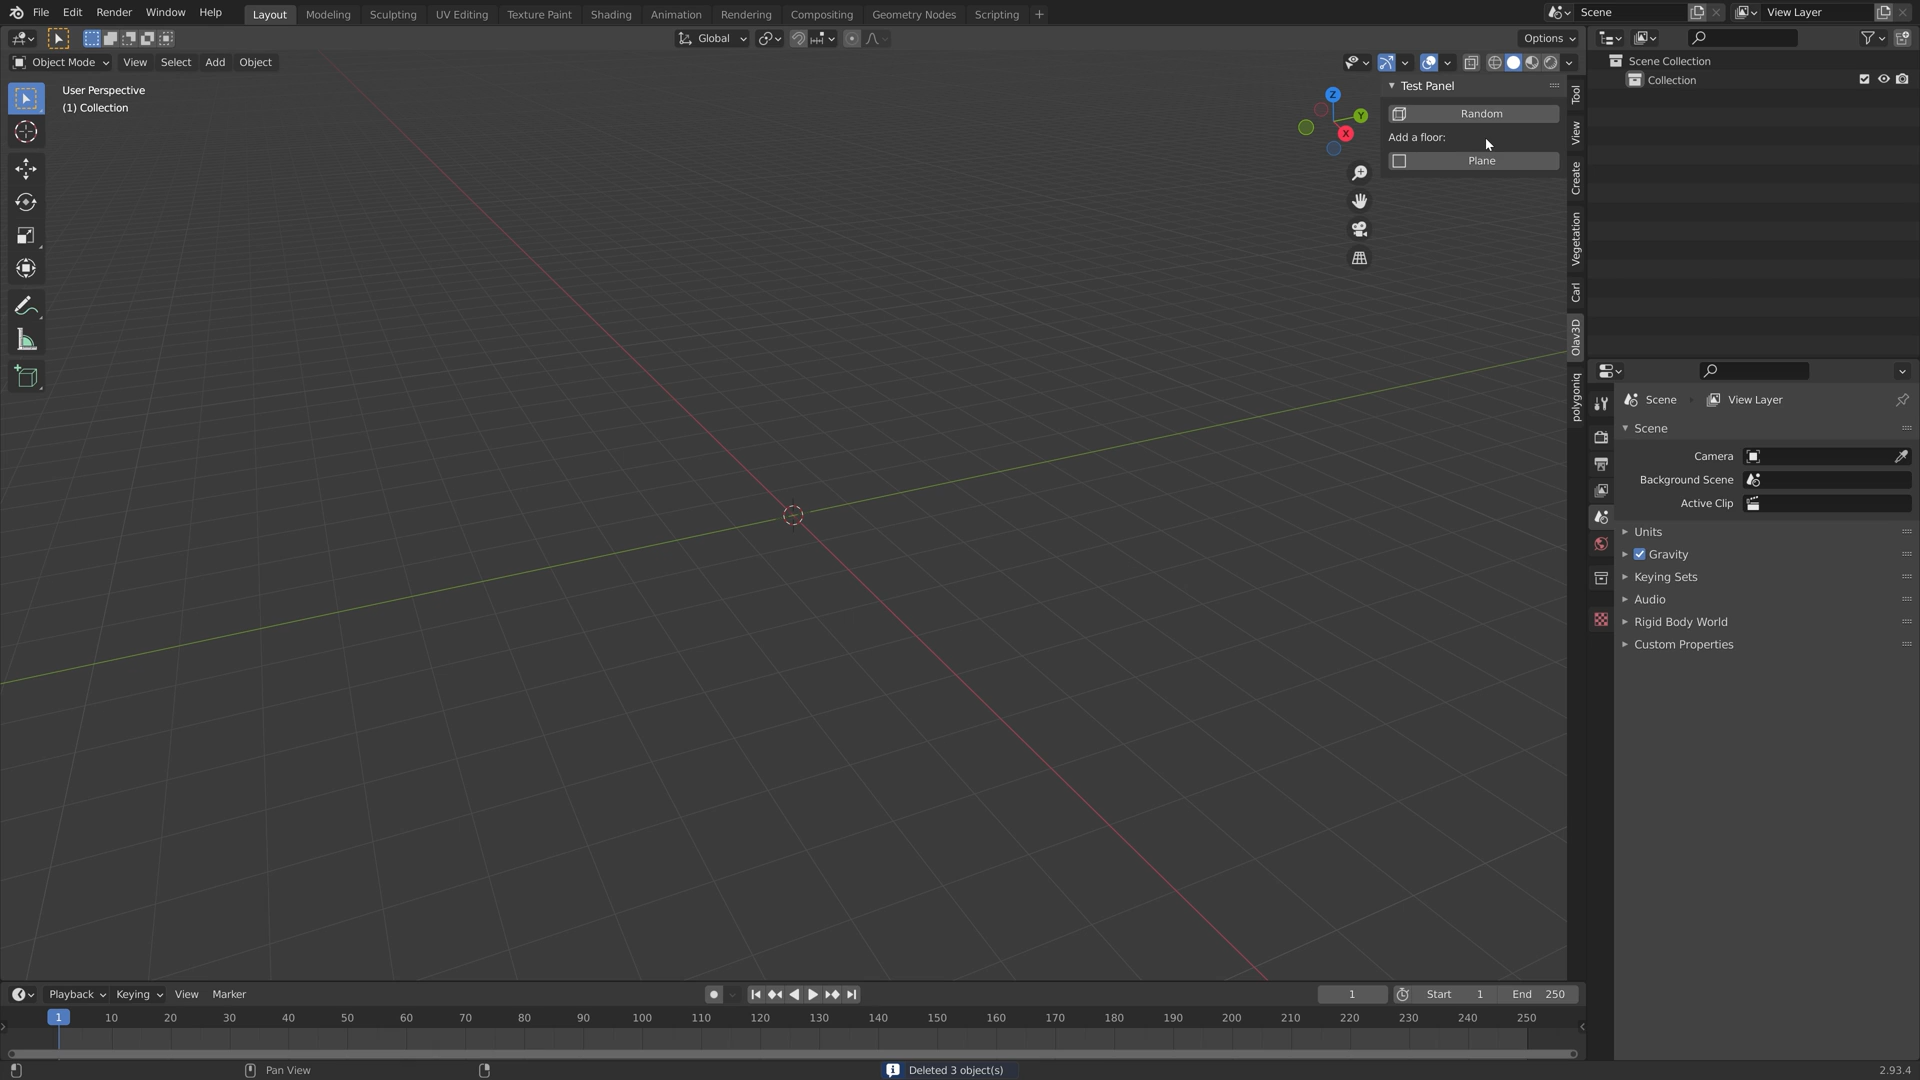 File Edit Render Window Help Layout Modeling Sculpting UV Editing Texture Paint Shading Animation Rendering Compositing Geometry Nodes Scripting + Scene View Layer
Global Options
Object Mode View Select Add Object
User Perspective
(1) Collection
Z
Y
X
Test Panel
Random
Add a floor:
Plane
Tool
View
Create
Vegetation
Carl
Olav3D
polygoniq
Scene Collection
Collection
Scene View Layer
Scene
Camera
Background Scene
Active Clip
Units
Gravity
Keying Sets
Audio
Rigid Body World
Custom Properties
Playback Keying View Marker 1 Start 1 End 250
1 10 20 30 40 50 60 70 80 90 100 110 120 130 140 150 160 170 180 190 200 210 220 230 240 250
Pan View Deleted 3 object(s) 2.93.4